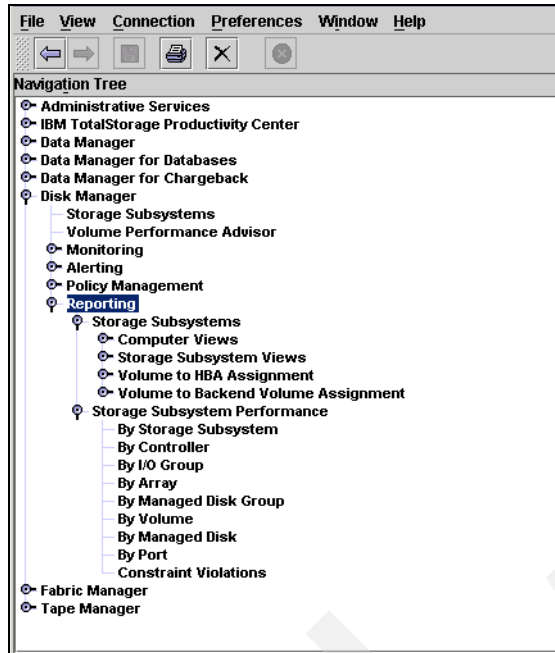 File View Connection Preferences Window Help
Navigation Tree
Administrative Services
IBM TotalStorage Productivity Center
Data Manager
Data Manager for Databases
Data Manager for Chargeback
Disk Manager
Storage Subsystems
Volume Performance Advisor
Monitoring
Alerting
Policy Management
Reporting
Storage Subsystems
Computer Views
Storage Subsystem Views
Volume to HBA Assignment
Volume to Backend Volume Assignment
Storage Subsystem Performance
By Storage Subsystem
By Controller
By I/O Group
By Array
By Managed Disk Group
By Volume
By Managed Disk
By Port
Constraint Violations
Fabric Manager
Tape Manager